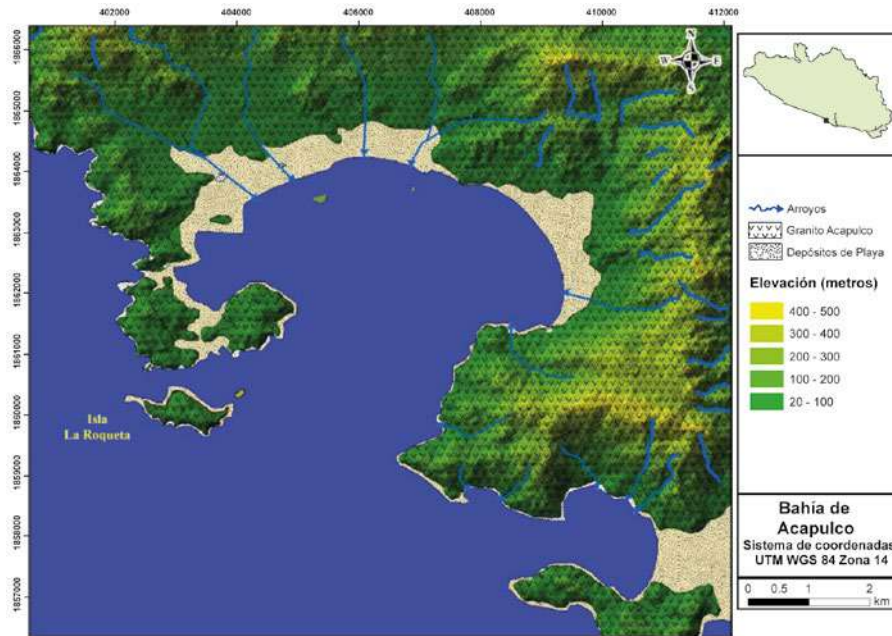 402000 404000 406000 408000 410000 412000
1866000
1865000
1864000
1863000
1862000
1861000
1860000
1859000
1858000
1857000
N
W E
S
Isla
La Roqueta
Arroyos
Granito Acapulco
Depósitos de Playa
Elevación (metros)
400 - 500
300 - 400
200 - 300
100 - 200
20 - 100
Bahía de
Acapulco
Sistema de coordenadas
UTM WGS 84 Zona 14
0 0.5 1 2
km